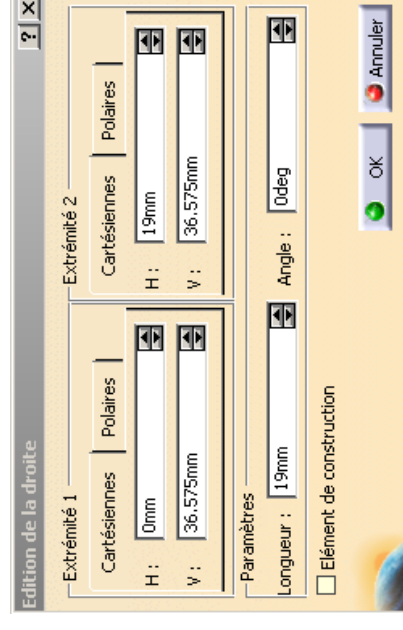 Edition de la droite ? ×
Extrémité 1
Cartésiennes Polaires
H : 0mm
V : 36.575mm
Extrémité 2
Cartésiennes Polaires
H : 19mm
V : 36.575mm
Paramètres
Longueur : 19mm Angle : 0deg
Elément de construction
OK Annuler